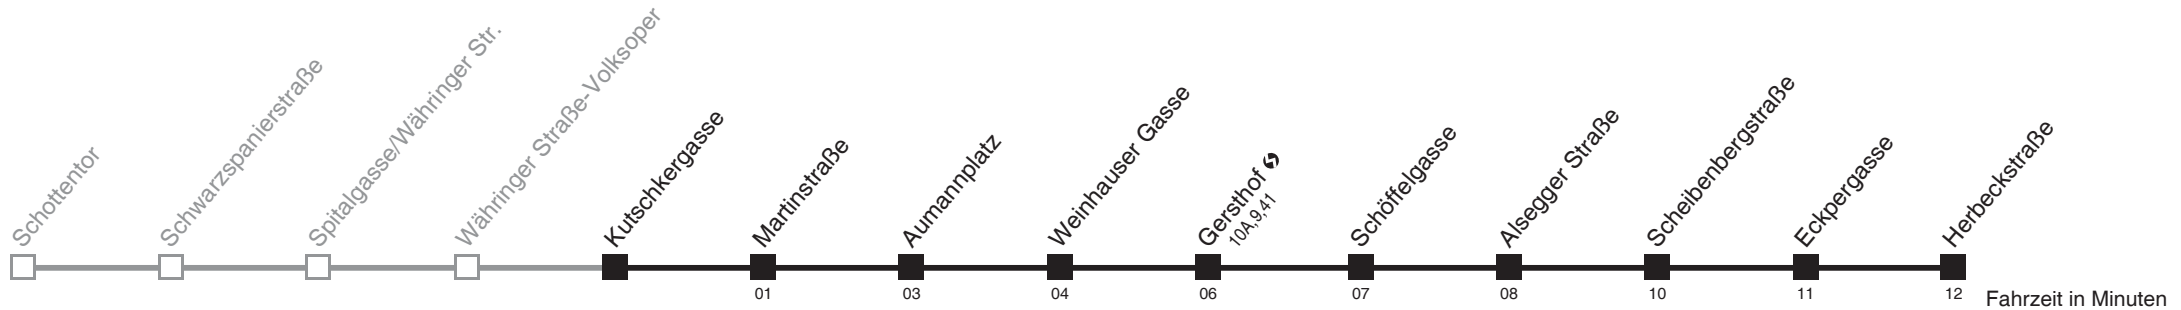 Schottentor
Schwarzspanierstraße
Spitalgasse/Währinger Str.
Währinger Straße-Volksoper
Kutschkergasse
Martinstraße
Aumannplatz
Weinhauser Gasse
Gersthof
10A,9,41
Schöffelgasse
Alsegger Straße
Scheibenbergstraße
Eckpergasse
Herbeckstraße
01 03 04 06 07 08 10 11 12 Fahrzeit in Minuten